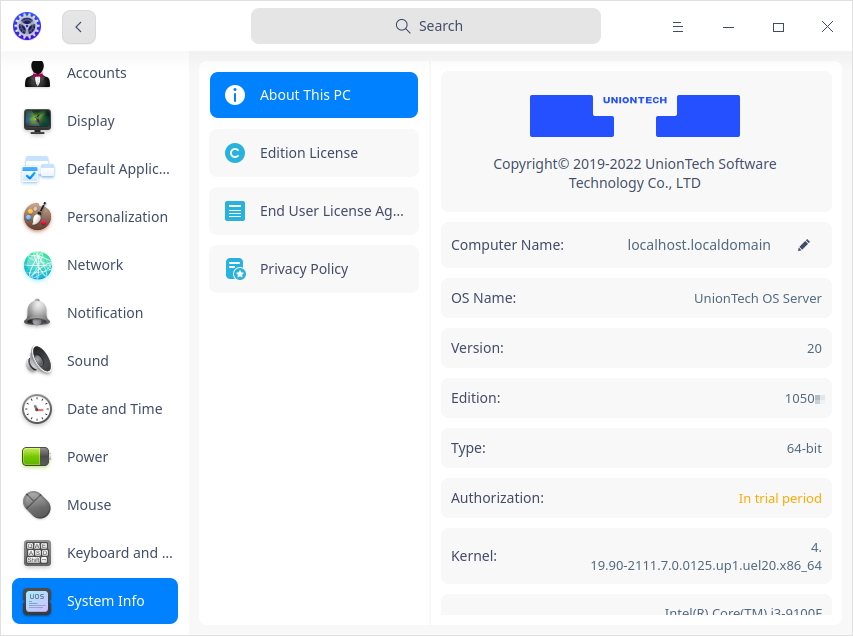 Search
Accounts
Display
Default Applic...
Personalization
Network
Notification
Sound
Date and Time
Power
Mouse
Keyboard and ...
UOS
System Info
About This PC
Edition License
End User License Ag...
Privacy Policy
UNIONTECH
Copyright© 2019-2022 UnionTech Software
Technology Co., LTD
Computer Name: localhost.localdomain
OS Name: UnionTech OS Server
Version: 20
Edition: 1050
Type: 64-bit
Authorization: In trial period
Kernel: 4.
19.90-2111.7.0.0125.up1.uel20.x86_64
Intel(R) Core(TM) i3-9100F